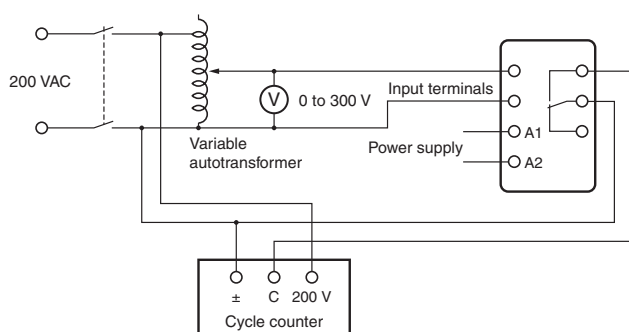 200 VAC
V
0 to 300 V
Input terminals
Variable
autotransformer
A1
Power supply
A2
± C 200 V
Cycle counter